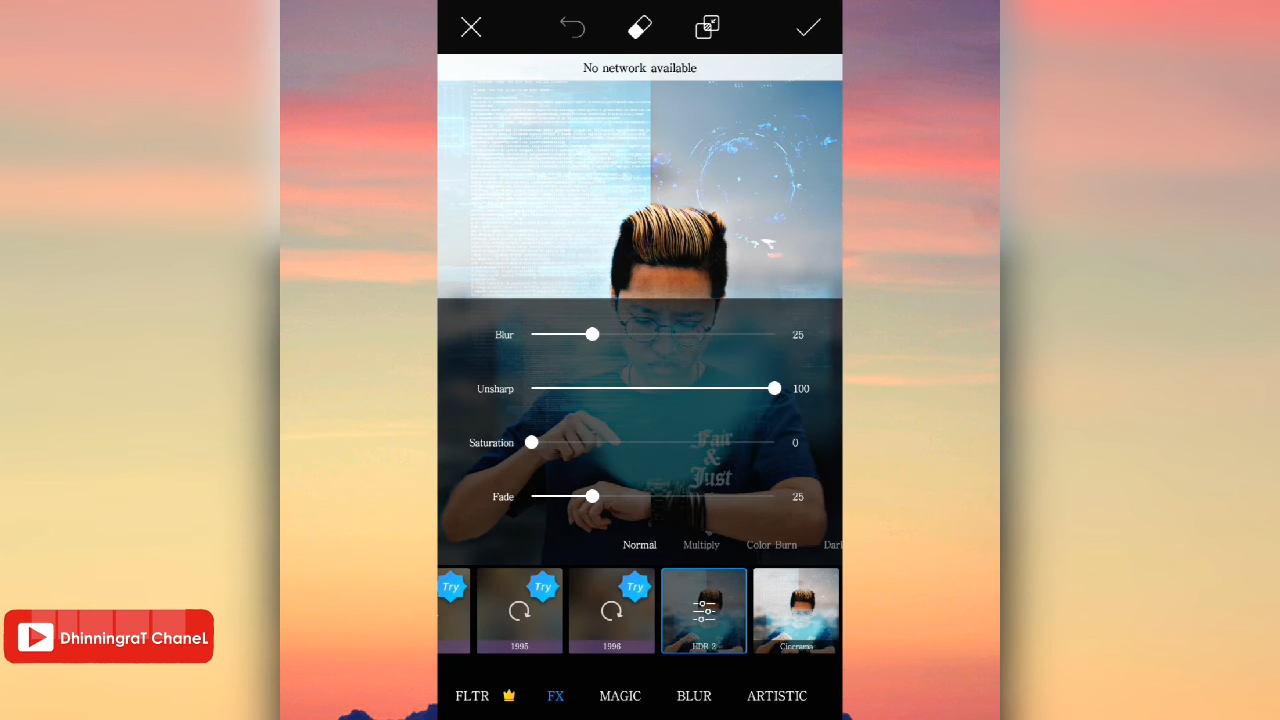 No network available
Blur 25
Unsharp 100
Fair
&
Just
Saturation 0
Fade 25
Normal Multiply Color Burn
Try Try Try
1995 1996 HDR 2 Cinerama
DhinningraT ChaneL
FLTR FX MAGIC BLUR ARTISTIC